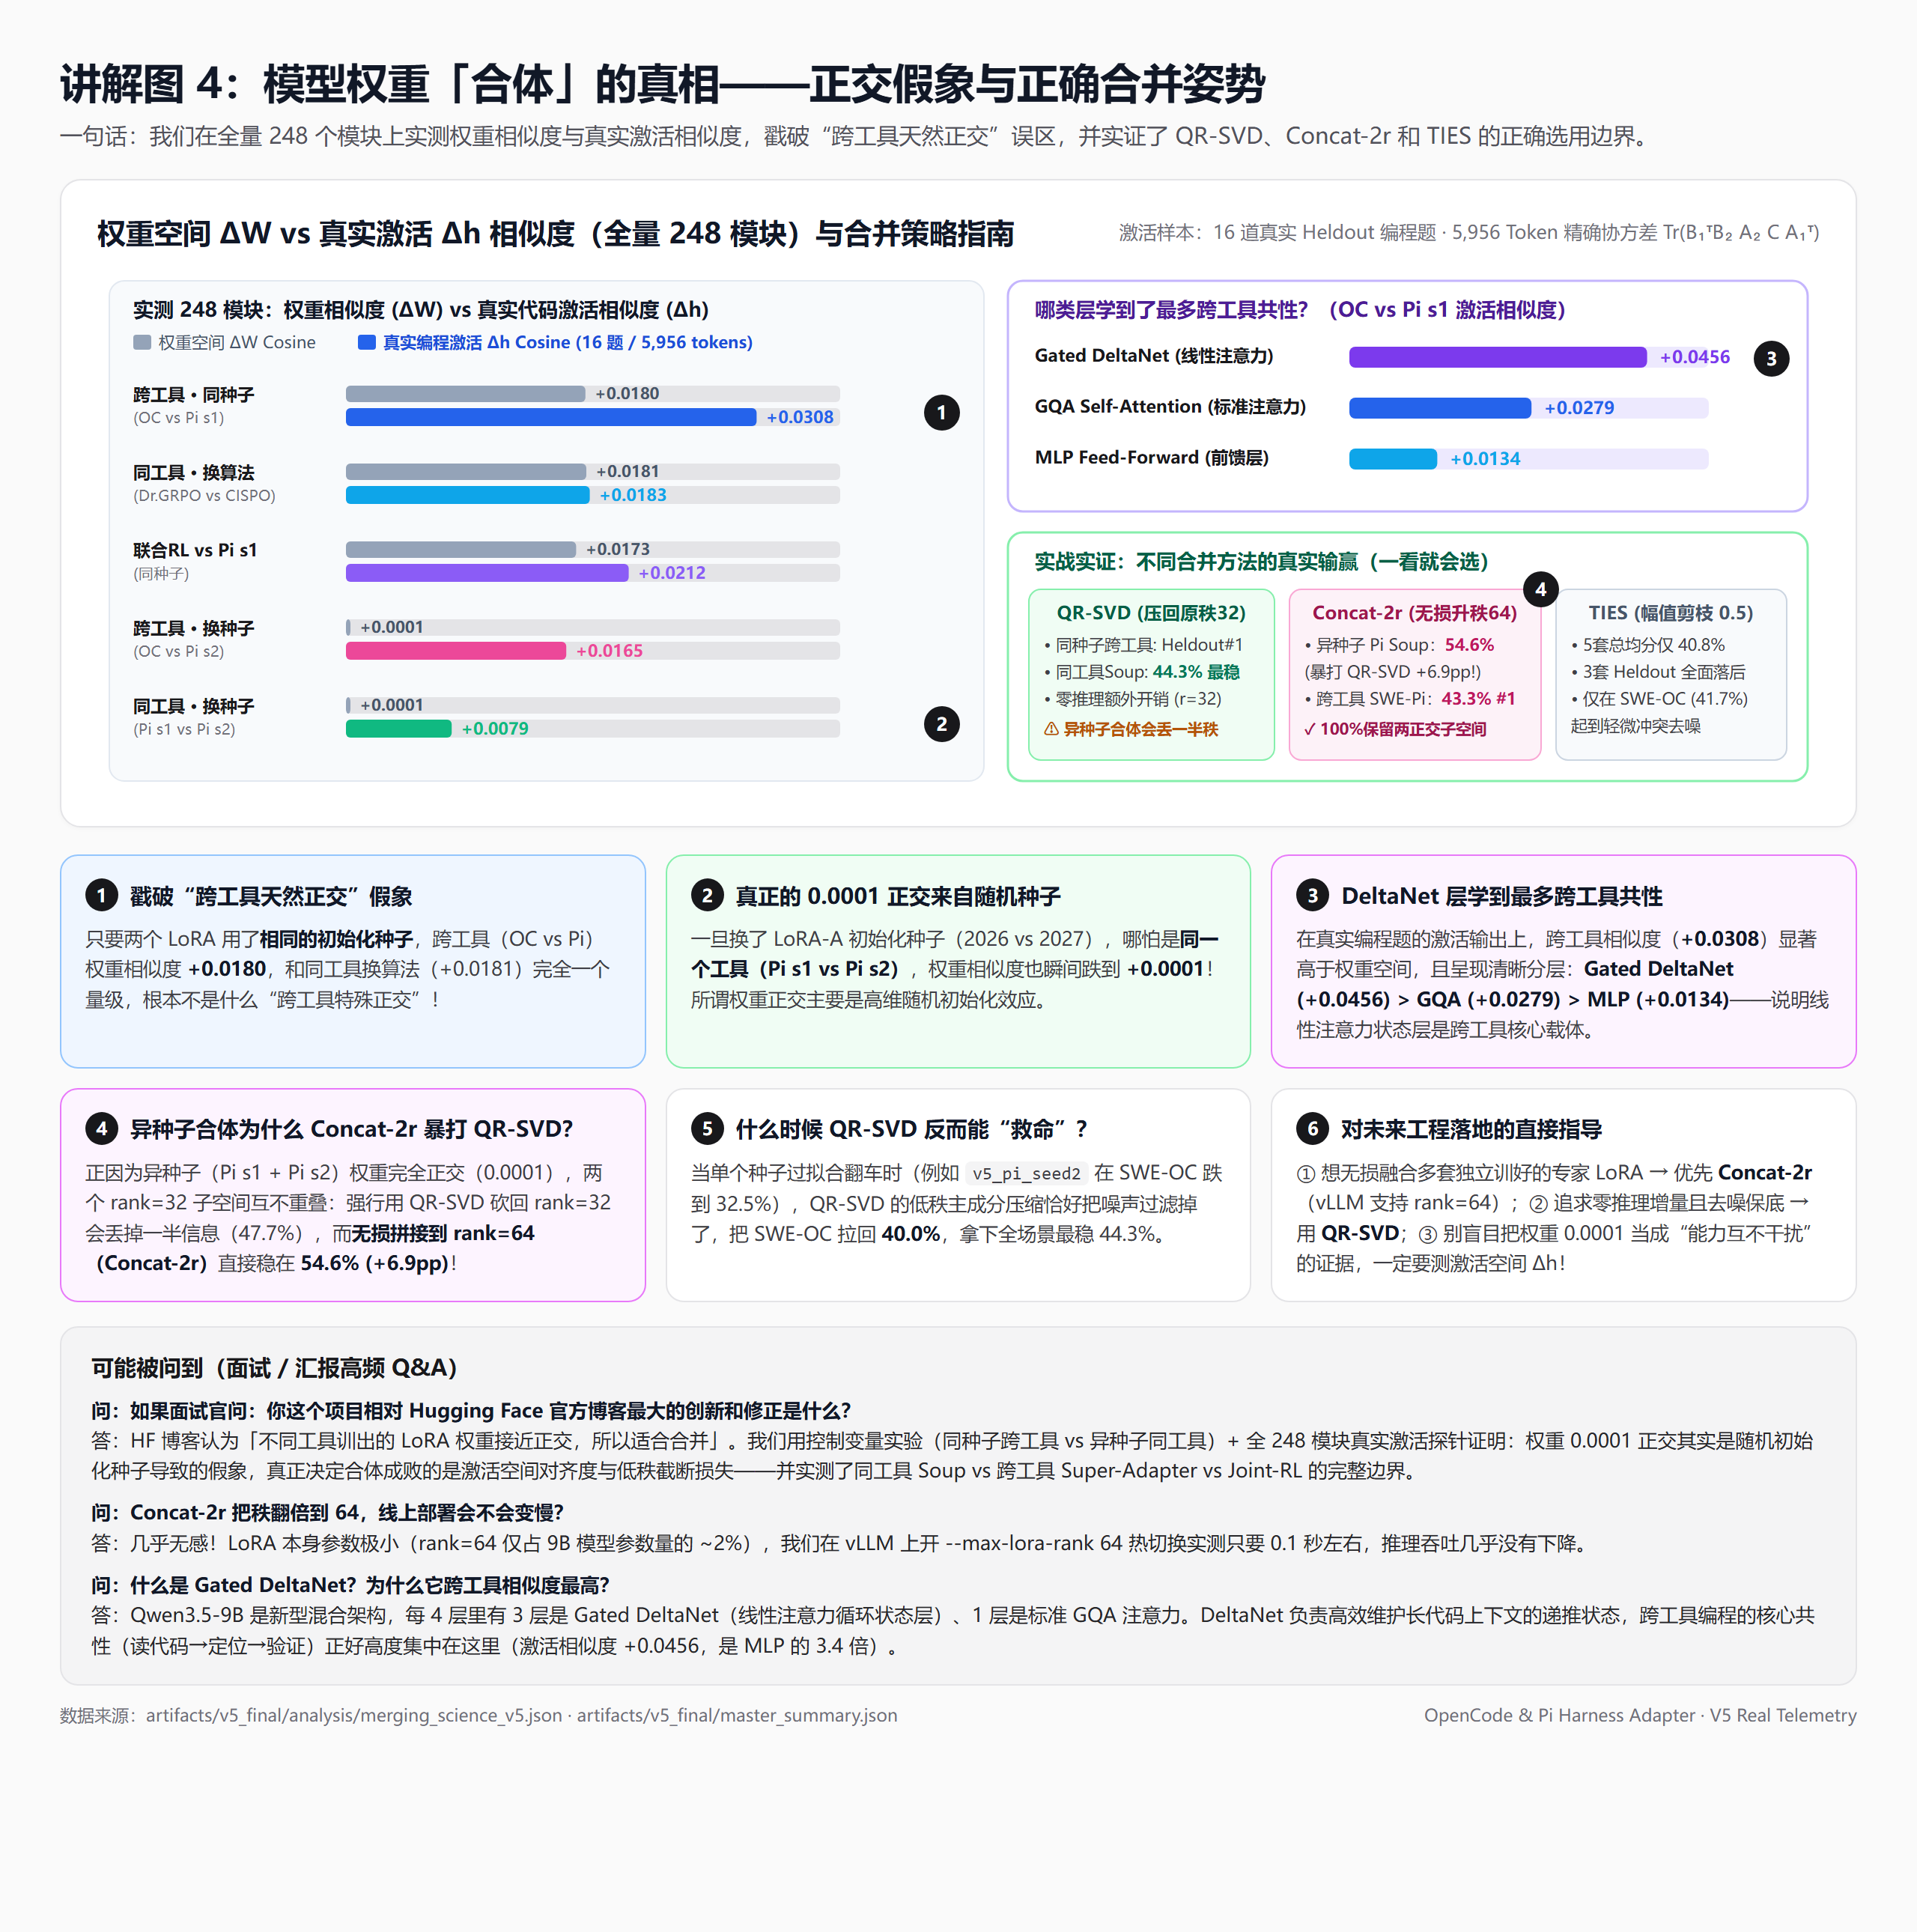 讲解图 4：模型权重「合体」的真相——正交假象与正确合并姿势
一句话：我们在全量 248 个模块上实测权重相似度与真实激活相似度，戳破“跨工具天然正交”误区，并实证了 QR-SVD、Concat-2r 和 TIES 的正确选用边界。
权重空间 ΔW vs 真实激活 Δh 相似度（全量 248 模块）与合并策略指南
激活样本：16 道真实 Heldout 编程题 · 5,956 Token 精确协方差 Tr(B₁ᵀB₂ A₂ C A₁ᵀ)
实测 248 模块：权重相似度 (ΔW) vs 真实代码激活相似度 (Δh)
权重空间 ΔW Cosine
真实编程激活 Δh Cosine (16 题 / 5,956 tokens)
跨工具 • 同种子
(OC vs Pi s1)
+0.0180
+0.0308
1
同工具 • 换算法
(Dr.GRPO vs CISPO)
+0.0181
+0.0183
联合RL vs Pi s1
(同种子)
+0.0173
+0.0212
跨工具 • 换种子
(OC vs Pi s2)
+0.0001
+0.0165
同工具 • 换种子
(Pi s1 vs Pi s2)
+0.0001
+0.0079
2
哪类层学到了最多跨工具共性？（OC vs Pi s1 激活相似度）
Gated DeltaNet (线性注意力)
+0.0456
3
GQA Self-Attention (标准注意力)
+0.0279
MLP Feed-Forward (前馈层)
+0.0134
实战实证：不同合并方法的真实输赢（一看就会选）
4
QR-SVD (压回原秩32)
• 同种子跨工具: Heldout#1
• 同工具Soup: 44.3% 最稳
• 零推理额外开销 (r=32)
⚠ 异种子合体会丢一半秩
Concat-2r (无损升秩64)
• 异种子 Pi Soup：54.6%
(暴打 QR-SVD +6.9pp!)
• 跨工具 SWE-Pi：43.3% #1
✓ 100%保留两正交子空间
TIES (幅值剪枝 0.5)
• 5套总均分仅 40.8%
• 3套 Heldout 全面落后
• 仅在 SWE-OC (41.7%)
起到轻微冲突去噪
1 戳破“跨工具天然正交”假象
只要两个 LoRA 用了相同的初始化种子，跨工具（OC vs Pi）
权重相似度 +0.0180，和同工具换算法（+0.0181）完全一个
量级，根本不是什么“跨工具特殊正交”！
2 真正的 0.0001 正交来自随机种子
一旦换了 LoRA-A 初始化种子（2026 vs 2027），哪怕是同一
个工具（Pi s1 vs Pi s2），权重相似度也瞬间跌到 +0.0001！
所谓权重正交主要是高维随机初始化效应。
3 DeltaNet 层学到最多跨工具共性
在真实编程题的激活输出上，跨工具相似度（+0.0308）显著
高于权重空间，且呈现清晰分层：Gated DeltaNet
(+0.0456) > GQA (+0.0279) > MLP (+0.0134)——说明线
性注意力状态层是跨工具核心载体。
4 异种子合体为什么 Concat-2r 暴打 QR-SVD？
正因为异种子（Pi s1 + Pi s2）权重完全正交（0.0001），两
个 rank=32 子空间互不重叠：强行用 QR-SVD 砍回 rank=32
会丢掉一半信息（47.7%），而无损拼接到 rank=64
（Concat-2r）直接稳在 54.6% (+6.9pp)！
5 什么时候 QR-SVD 反而能“救命”？
当单个种子过拟合翻车时（例如 v5_pi_seed2 在 SWE-OC 跌
到 32.5%），QR-SVD 的低秩主成分压缩恰好把噪声过滤掉
了，把 SWE-OC 拉回 40.0%，拿下全场景最稳 44.3%。
6 对未来工程落地的直接指导
① 想无损融合多套独立训好的专家 LoRA → 优先 Concat-2r
（vLLM 支持 rank=64）；② 追求零推理增量且去噪保底 →
用 QR-SVD；③ 别盲目把权重 0.0001 当成“能力互不干扰”
的证据，一定要测激活空间 Δh！
可能被问到（面试 / 汇报高频 Q&A）
问：如果面试官问：你这个项目相对 Hugging Face 官方博客最大的创新和修正是什么？
答：HF 博客认为「不同工具训出的 LoRA 权重接近正交，所以适合合并」。我们用控制变量实验（同种子跨工具 vs 异种子同工具）+ 全 248 模块真实激活探针证明：权重 0.0001 正交其实是随机初始
化种子导致的假象，真正决定合体成败的是激活空间对齐度与低秩截断损失——并实测了同工具 Soup vs 跨工具 Super-Adapter vs Joint-RL 的完整边界。
问：Concat-2r 把秩翻倍到 64，线上部署会不会变慢？
答：几乎无感！LoRA 本身参数极小（rank=64 仅占 9B 模型参数量的 ~2%），我们在 vLLM 上开 --max-lora-rank 64 热切换实测只要 0.1 秒左右，推理吞吐几乎没有下降。
问：什么是 Gated DeltaNet？为什么它跨工具相似度最高？
答：Qwen3.5-9B 是新型混合架构，每 4 层里有 3 层是 Gated DeltaNet（线性注意力循环状态层）、1 层是标准 GQA 注意力。DeltaNet 负责高效维护长代码上下文的递推状态，跨工具编程的核心共
性（读代码→定位→验证）正好高度集中在这里（激活相似度 +0.0456，是 MLP 的 3.4 倍）。
数据来源：artifacts/v5_final/analysis/merging_science_v5.json · artifacts/v5_final/master_summary.json
OpenCode & Pi Harness Adapter · V5 Real Telemetry